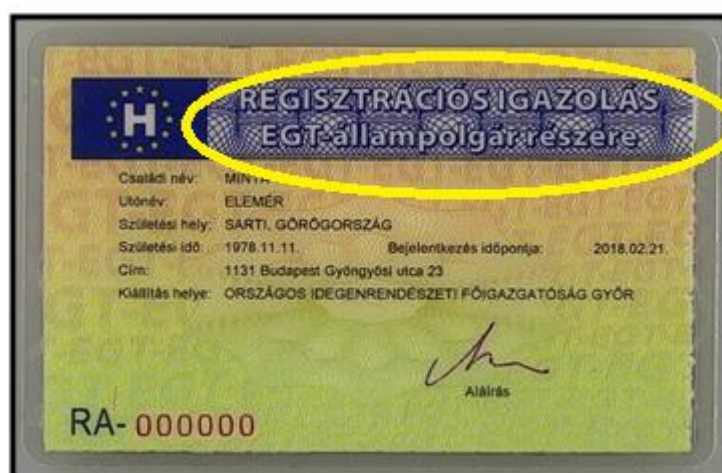 H
REGISZTRÁCIÓS IGAZOLÁS
EGT-állampolgár részére
Családi név: MINTA
Utónév: ELEMÉR
Születési hely: SARTI, GÖRÖGORSZÁG
Születési idő: 1978.11.11. Bejelentkezés időpontja: 2018.02.21.
Cím: 1131 Budapest Gyöngyösi utca 23
Kiállítás helye: ORSZÁGOS IDEGENRENDÉSZETI FŐIGAZGATÓSÁG GYŐR
Aláírás
RA- 000000